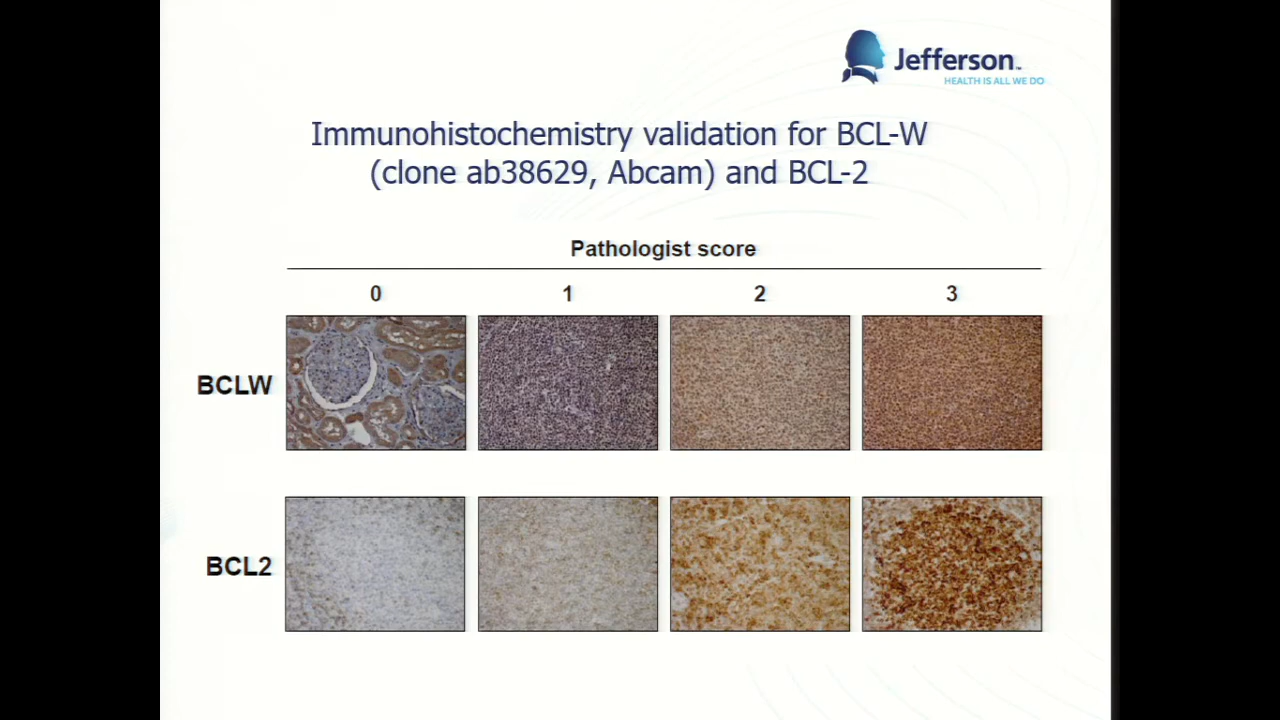 Jefferson™
HEALTH IS ALL WE DO
Immunohistochemistry validation for BCL-W
(clone ab38629, Abcam) and BCL-2
Pathologist score
0 1 2 3
BCLW
BCL2